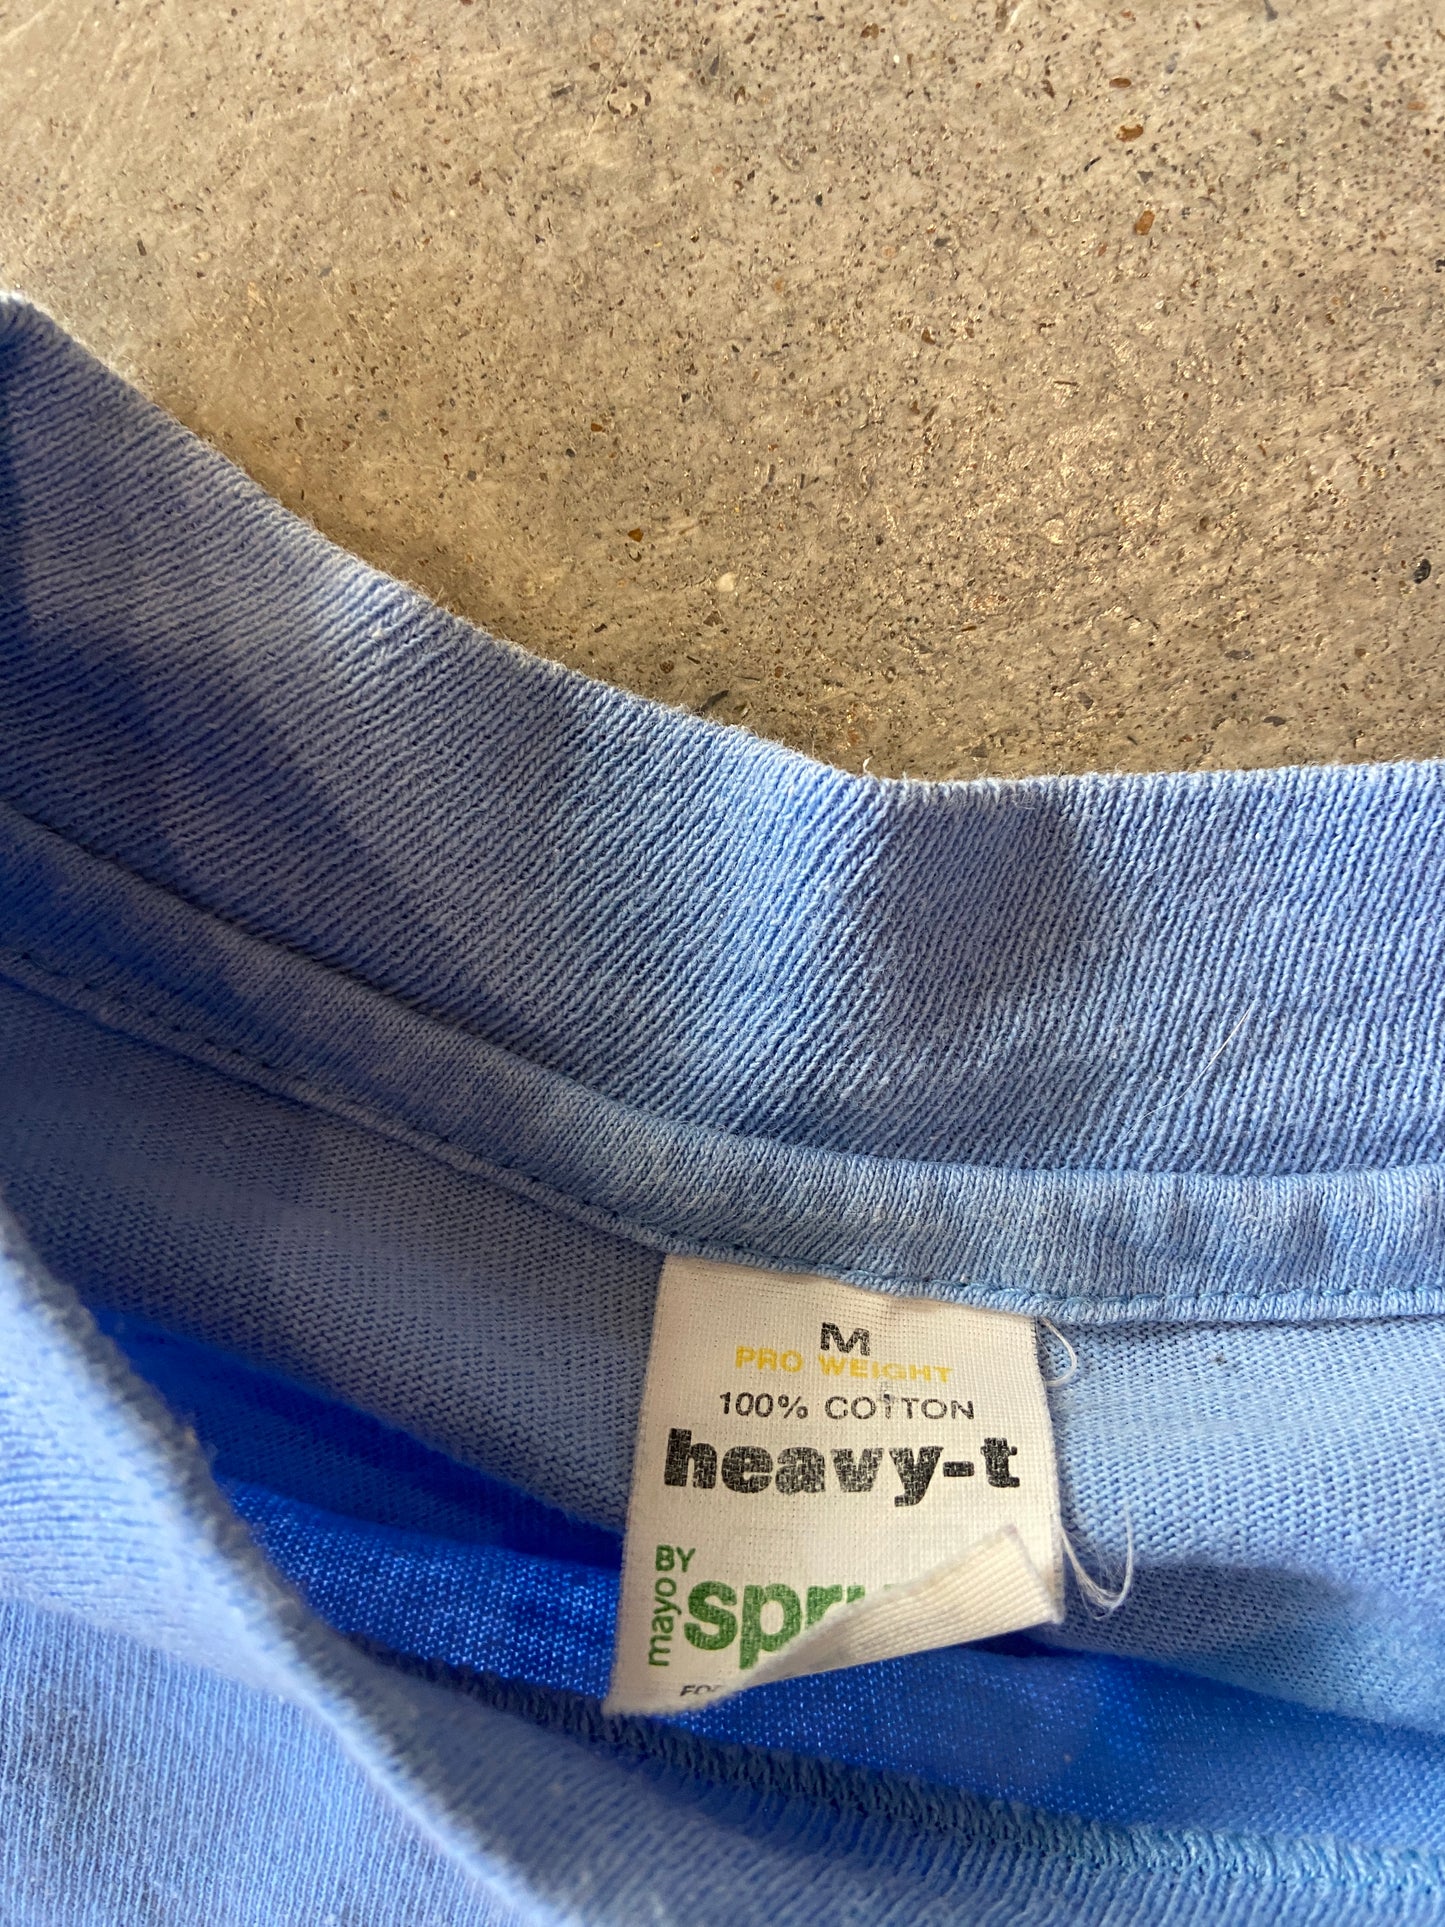 M
PRO WEIGHT
100% COTTON
heavy-t
BY
mayo